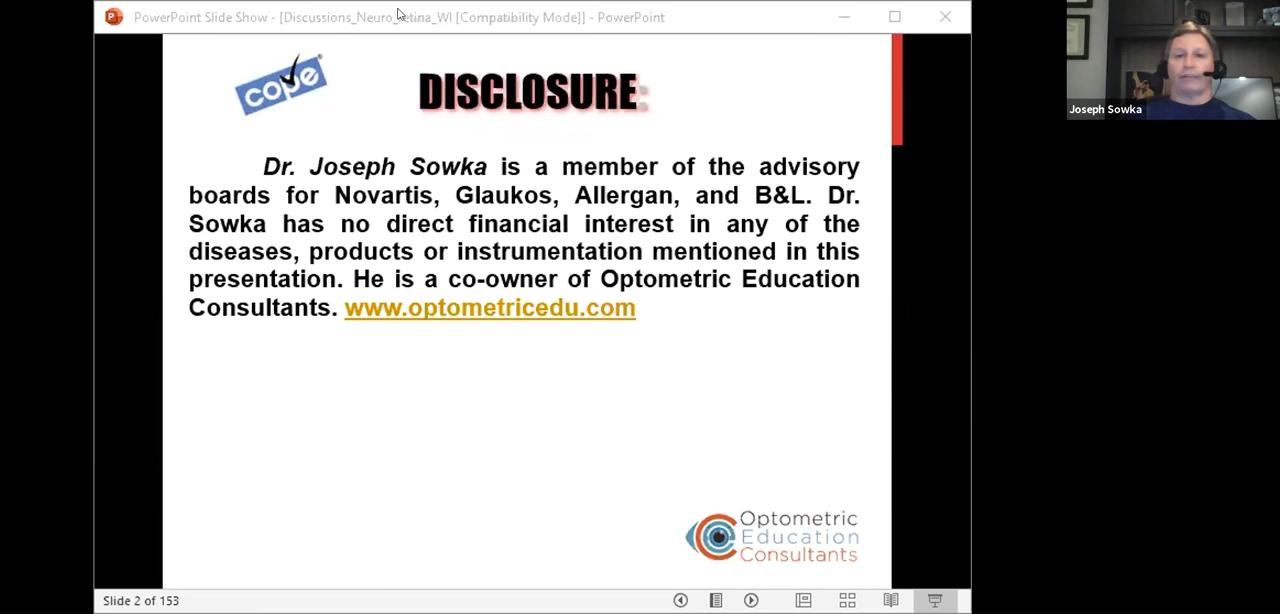 PowerPoint Slide Show - [Discussions_Neuro_Retina_WI [Compatibility Mode]] - PowerPoint
cope
DISCLOSURE:
Joseph Sowka
Dr. Joseph Sowka is a member of the advisory
boards for Novartis, Glaukos, Allergan, and B&L. Dr.
Sowka has no direct financial interest in any of the
diseases, products or instrumentation mentioned in this
presentation. He is a co-owner of Optometric Education
Consultants. www.optometricedu.com
Optometric
Education
Consultants
Slide 2 of 153